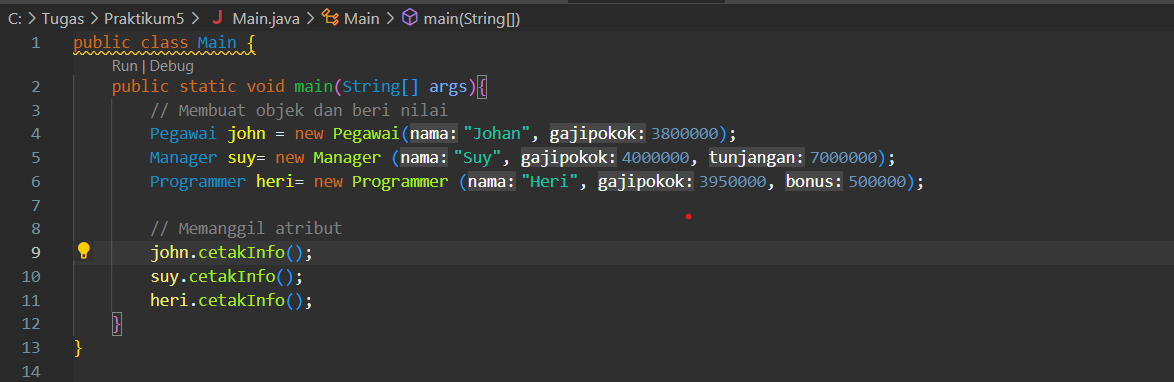 C: > Tugas > Praktikum5 > J Main.java > Main > main(String[])
1 public class Main {
Run | Debug
2 public static void main(String[] args){
3 // Membuat objek dan beri nilai
4 Pegawai john = new Pegawai(nama: "Johan", gajipokok: 3800000);
5 Manager suy= new Manager (nama: "Suy", gajipokok: 4000000, tunjangan: 7000000);
6 Programmer heri= new Programmer (nama: "Heri", gajipokok: 3950000, bonus: 500000);
7
8 // Memanggil atribut
9 john.cetakInfo();
10 suy.cetakInfo();
11 heri.cetakInfo();
12 }
13 }
14